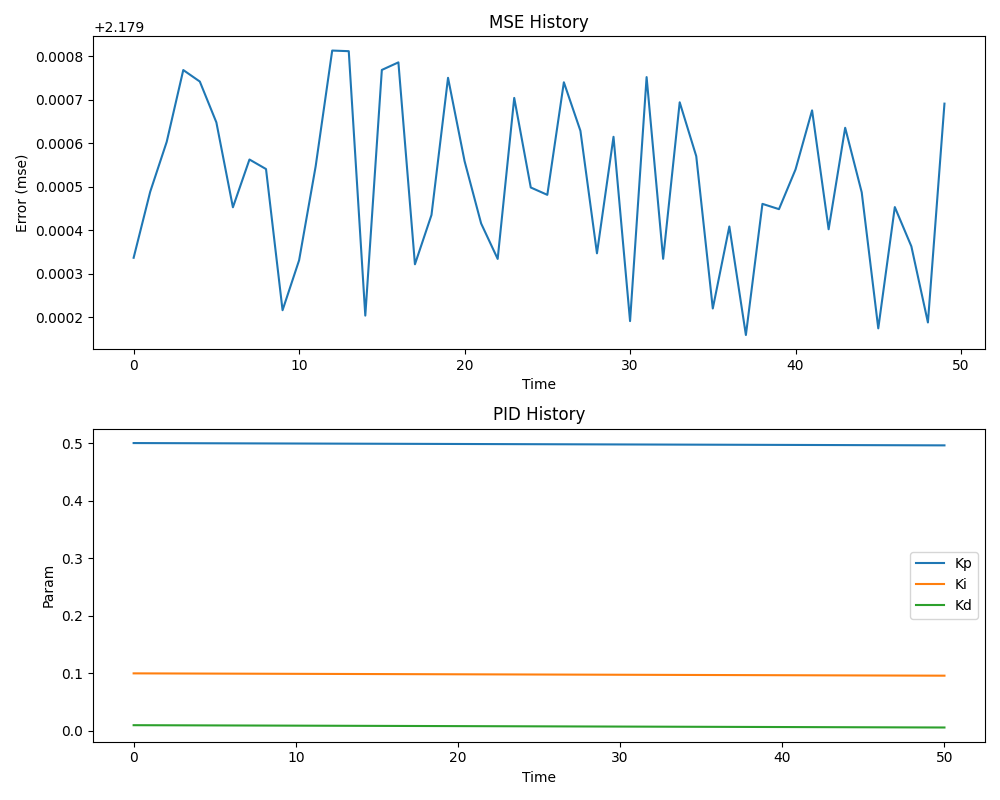 MSE History
+2.179
0.0008
0.0007
0.0006
0.0005
0.0004
0.0003
0.0002
Error (mse)
0 10 20 30 40 50
Time
PID History
0.5
0.4
0.3
0.2
0.1
0.0
Param
Kp
Ki
Kd
0 10 20 30 40 50
Time